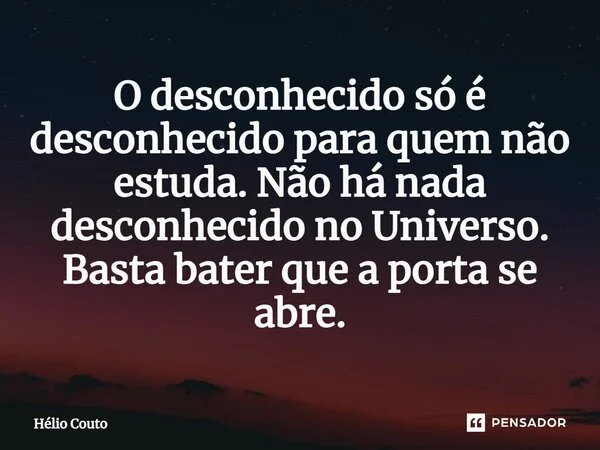 O desconhecido só é
desconhecido para quem não
estuda. Não há nada
desconhecido no Universo.
Basta bater que a porta se
abre.
Hélio Couto
PENSADOR